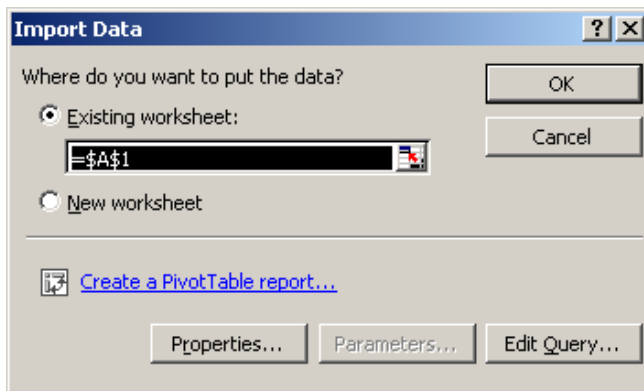 Import Data
Where do you want to put the data?
OK
Existing worksheet:
Cancel
=$A$1
New worksheet
Create a PivotTable report...
Properties...
Parameters...
Edit Query...